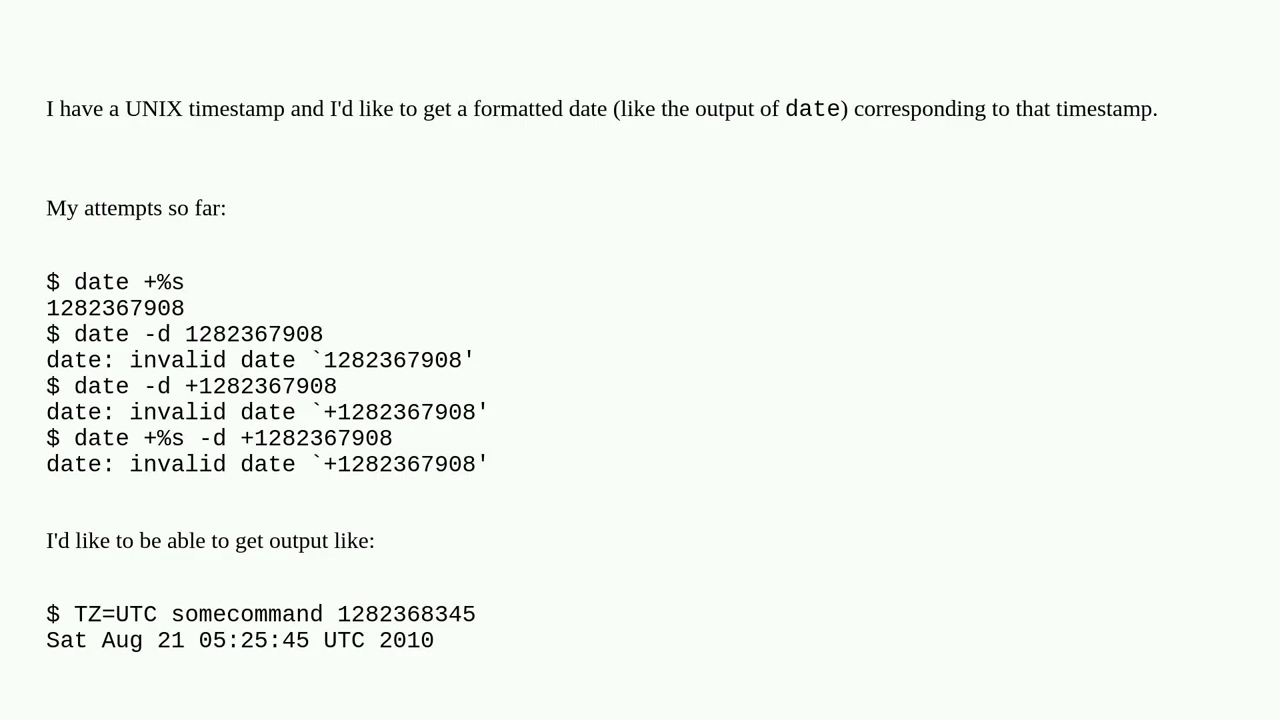 I have a UNIX timestamp and I'd like to get a formatted date (like the output of date) corresponding to that timestamp.
My attempts so far:
$ date +%s
1282367908
$ date -d 1282367908
date: invalid date `1282367908'
$ date -d +1282367908
date: invalid date `+1282367908'
$ date +%s -d +1282367908
date: invalid date `+1282367908'
I'd like to be able to get output like:
$ TZ=UTC somecommand 1282368345
Sat Aug 21 05:25:45 UTC 2010